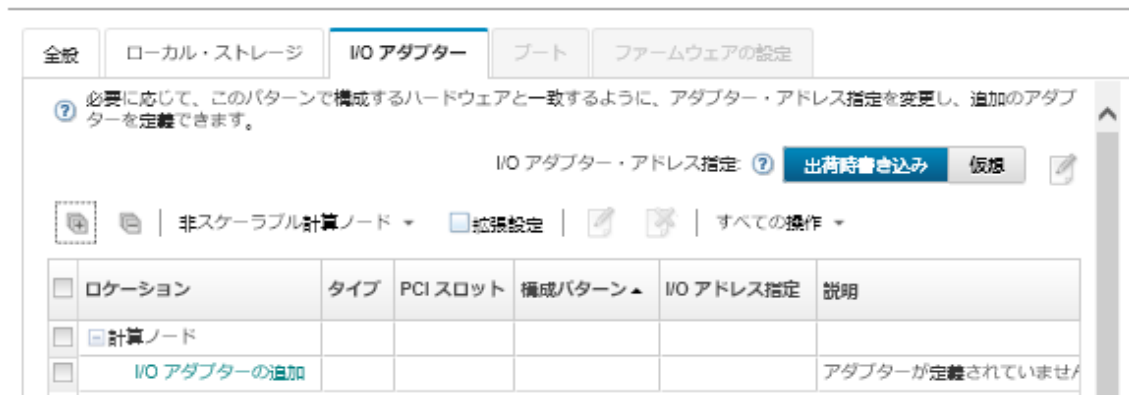 全般 ローカル・ストレージ I/O アダプター ブート ファームウェアの設定
必要に応じて、このパターンで構成するハードウェアと一致するように、アダプター・アドレス指定を変更し、追加のアダプ
ターを定義できます。
I/O アダプター・アドレス指定: 出荷時書き込み 仮想
非スケーラブル計算ノード 拡張設定 すべての操作
ロケーション タイプ PCI スロット 構成パターン I/O アドレス指定 説明
計算ノード
I/O アダプターの追加 アダプターが定義されていませ